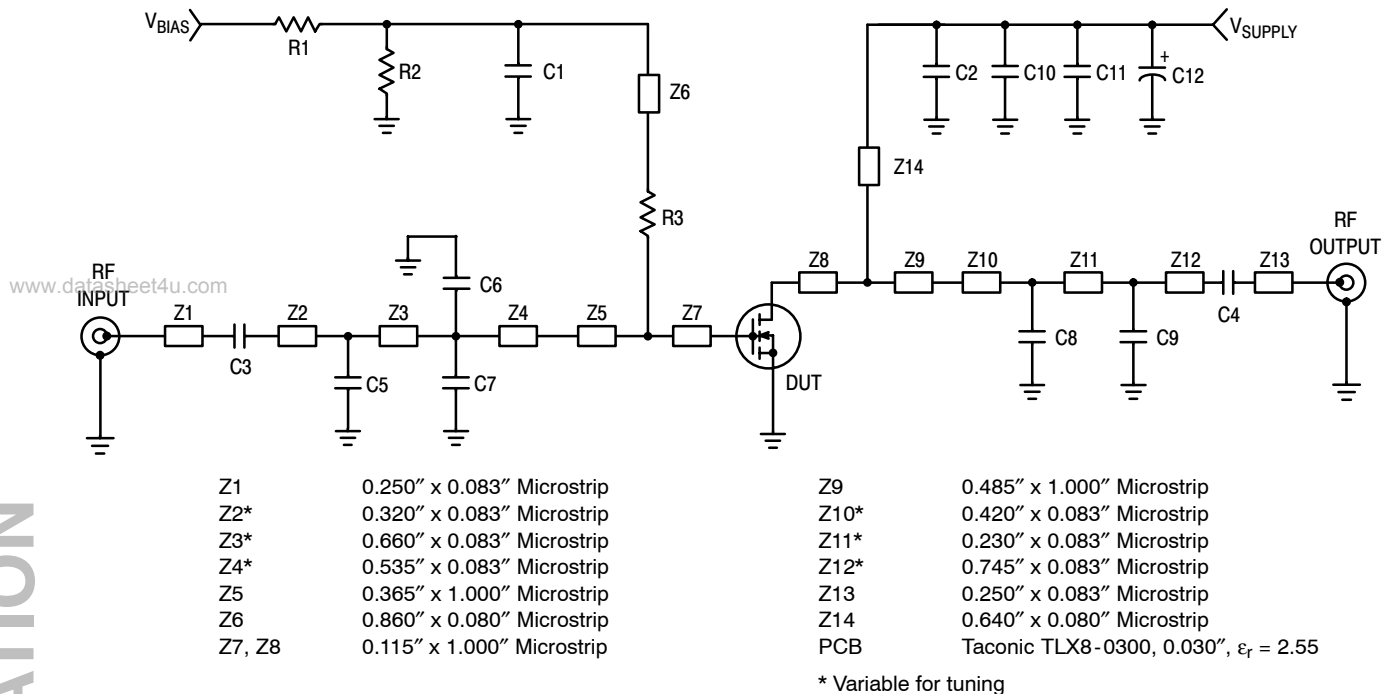 VBIAS
R1
R2
C1
Z6
R3
VSUPPLY
C2
C10
C11
+
C12
Z14
www.datasheet4u.com
RF
INPUT
Z1
C3
Z2
C5
Z3
C6
C7
Z4
Z5
Z7
DUT
Z8
Z9
Z10
C8
Z11
C9
Z12
C4
Z13
RF
OUTPUT
Z1 0.250″ x 0.083″ Microstrip
Z2* 0.320″ x 0.083″ Microstrip
Z3* 0.660″ x 0.083″ Microstrip
Z4* 0.535″ x 0.083″ Microstrip
Z5 0.365″ x 1.000″ Microstrip
Z6 0.860″ x 0.080″ Microstrip
Z7, Z8 0.115″ x 1.000″ Microstrip
Z9 0.485″ x 1.000″ Microstrip
Z10* 0.420″ x 0.083″ Microstrip
Z11* 0.230″ x 0.083″ Microstrip
Z12* 0.745″ x 0.083″ Microstrip
Z13 0.250″ x 0.083″ Microstrip
Z14 0.640″ x 0.080″ Microstrip
PCB Taconic TLX8-0300, 0.030″, εr = 2.55
* Variable for tuning
ATION